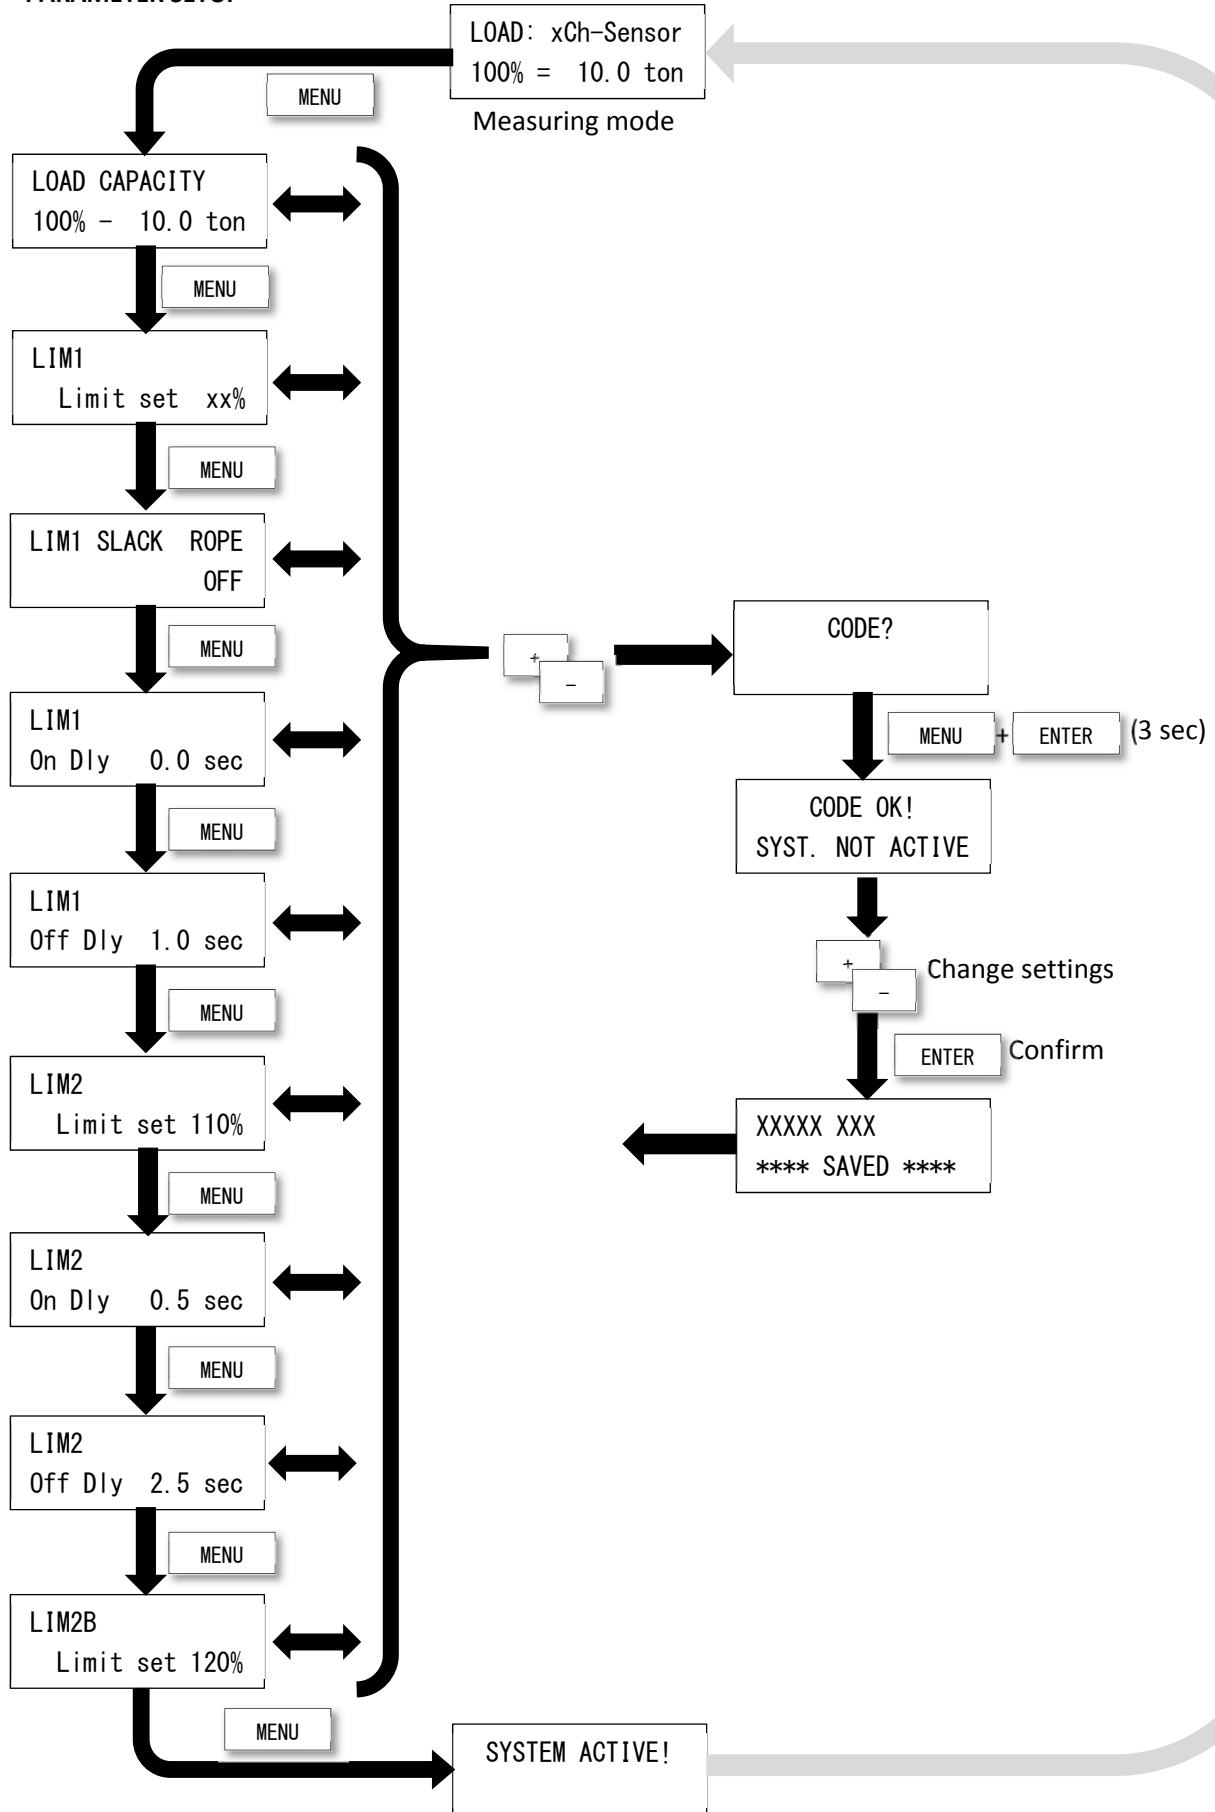 PARAMETER SETUP
LOAD: xCh-Sensor
100% = 10.0 ton
MENU
Measuring mode
LOAD CAPACITY
100% - 10.0 ton
MENU
LIM1
Limit set xx%
MENU
LIM1 SLACK ROPE
OFF
MENU
LIM1
On Dly 0.0 sec
MENU
LIM1
Off Dly 1.0 sec
MENU
LIM2
Limit set 110%
MENU
LIM2
On Dly 0.5 sec
MENU
LIM2
Off Dly 2.5 sec
MENU
LIM2B
Limit set 120%
MENU
SYSTEM ACTIVE!
+
-
CODE?
MENU + ENTER (3 sec)
CODE OK!
SYST. NOT ACTIVE
+
-
Change settings
ENTER Confirm
XXXXX XXX
**** SAVED ****